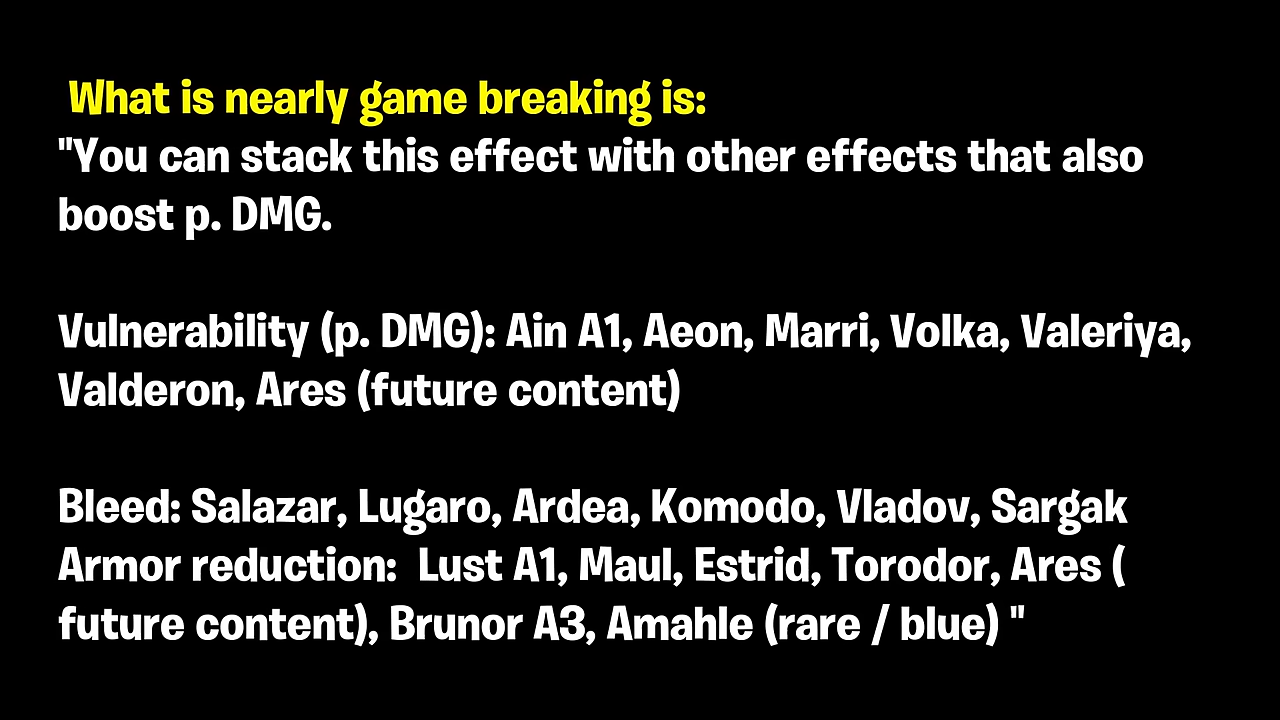 What is nearly game breaking is:
"You can stack this effect with other effects that also
boost p. DMG.
Vulnerability (p. DMG): Ain A1, Aeon, Marri, Volka, Valeriya,
Valderon, Ares (future content)
Bleed: Salazar, Lugaro, Ardea, Komodo, Vladov, Sargak
Armor reduction:  Lust A1, Maul, Estrid, Torodor, Ares (
future content), Brunor A3, Amahle (rare / blue) "